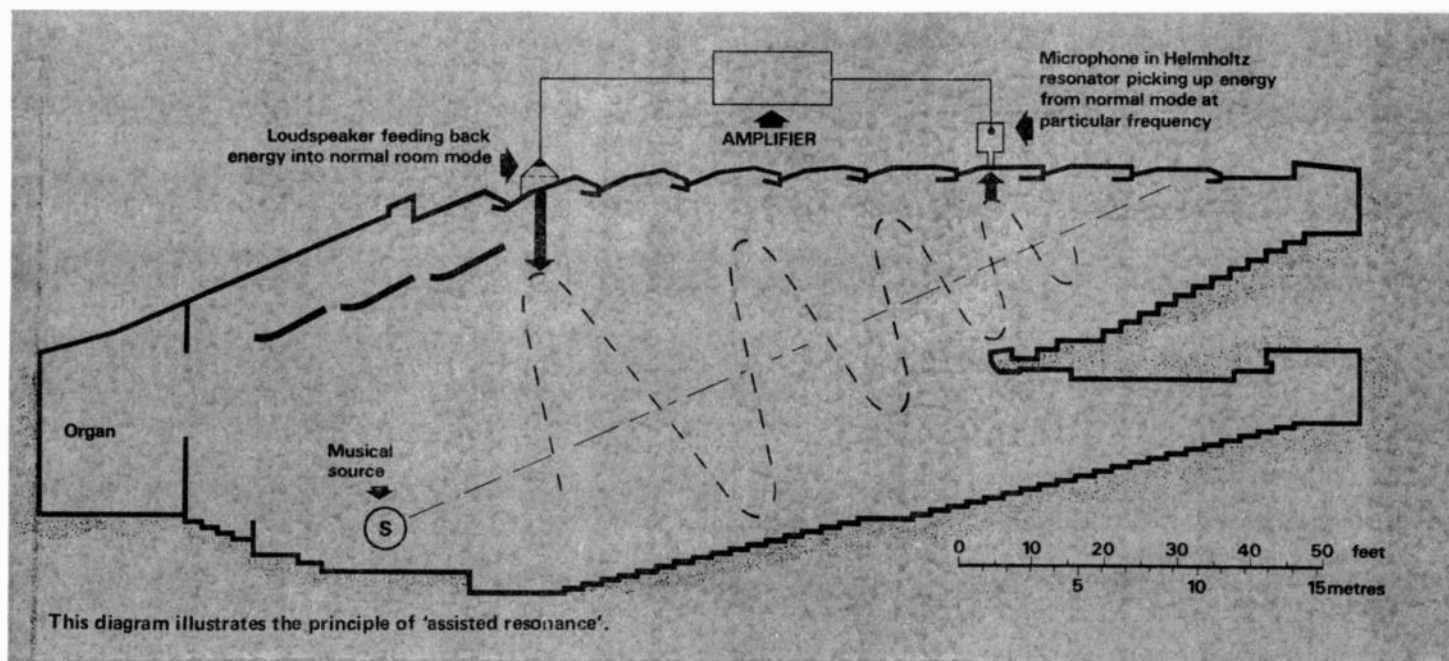 Microphone in Helmholtz
resonator picking up energy
from normal mode at
particular frequency
AMPLIFIER
Loudspeaker feeding back
energy into normal room mode
Organ
Musical
source
S
0 10 20 30 40 50 feet
5 10 15 metres
This diagram illustrates the principle of 'assisted resonance'.